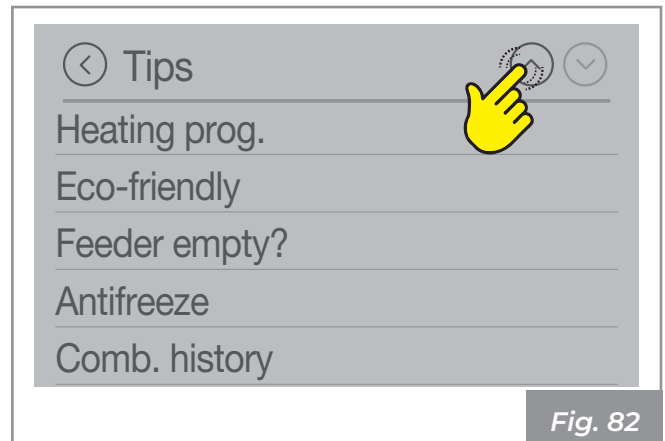 Tips
Heating prog.
Eco-friendly
Feeder empty?
Antifreeze
Comb. history
Fig. 82